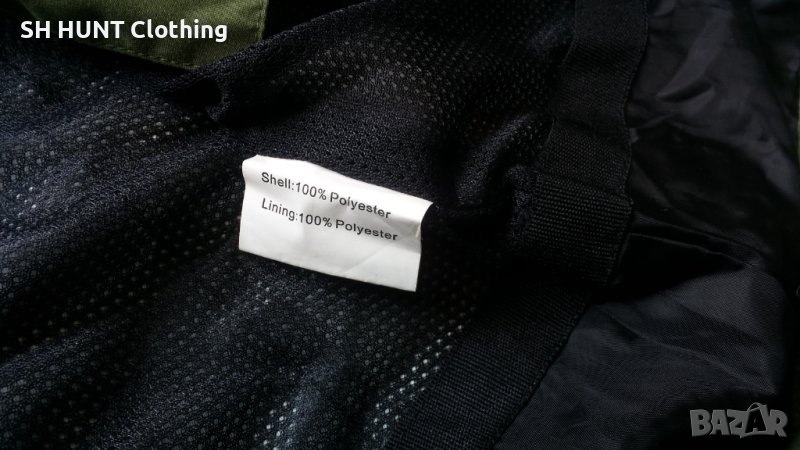 SH HUNT Clothing
Shell:100% Polyester
Lining:100% Polyester
BAZAR